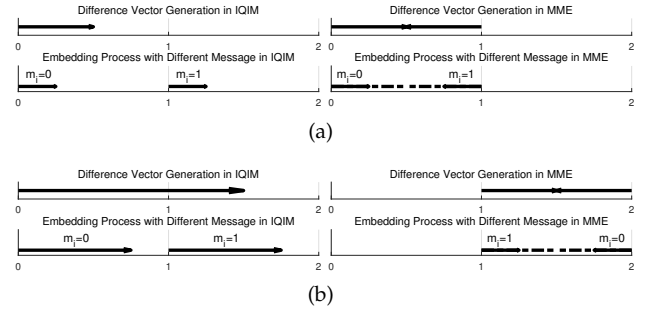 Difference Vector Generation in IQIM
0 1 2
Embedding Process with Different Message in IQIM
m_i=0 m_i=1
0 1 2
Difference Vector Generation in MME
0 1 2
Embedding Process with Different Message in MME
m_i=0 m_i=1
0 1 2
(a)
Difference Vector Generation in IQIM
0 1 2
Embedding Process with Different Message in IQIM
m_i=0 m_i=1
0 1 2
Difference Vector Generation in MME
0 1 2
Embedding Process with Different Message in MME
m_i=1 m_i=0
0 1 2
(b)